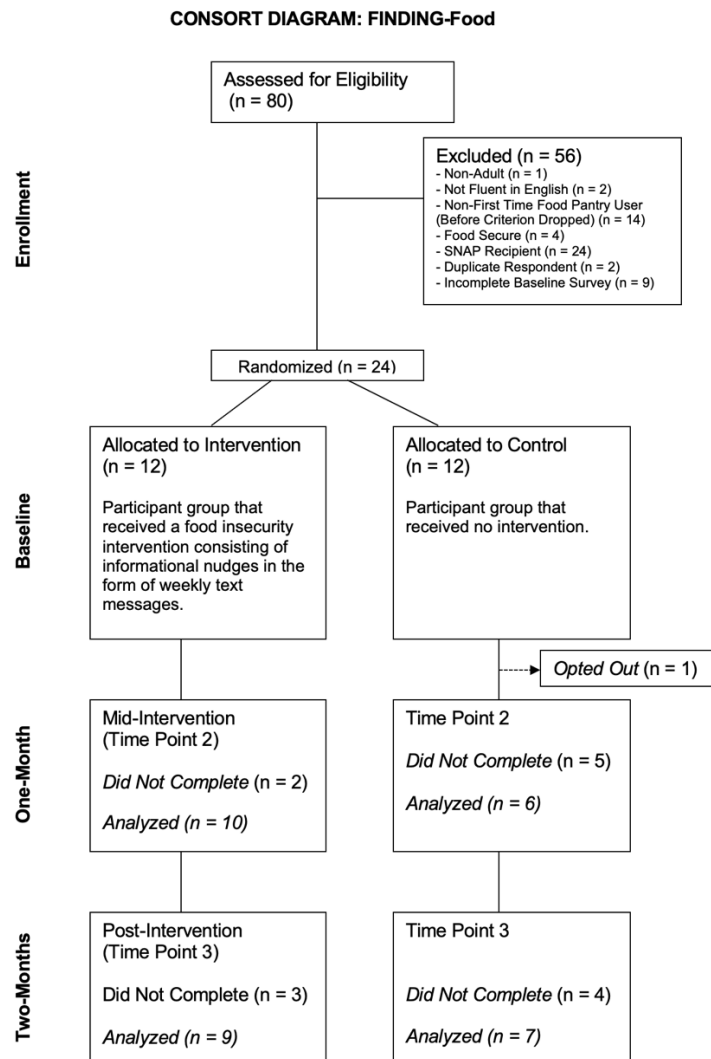 CONSORT DIAGRAM: FINDING-Food
Assessed for Eligibility
(n = 80)
Enrollment
Excluded (n = 56)
- Non-Adult (n = 1)
- Not Fluent in English (n = 2)
- Non-First Time Food Pantry User
(Before Criterion Dropped) (n = 14)
- Food Secure (n = 4)
- SNAP Recipient (n = 24)
- Duplicate Respondent (n = 2)
- Incomplete Baseline Survey (n = 9)
Randomized (n = 24)
Baseline
Allocated to Intervention
(n = 12)
Participant group that
received a food insecurity
intervention consisting of
informational nudges in the
form of weekly text
messages.
Allocated to Control
(n = 12)
Participant group that
received no intervention.
Opted Out (n = 1)
One-Month
Mid-Intervention
(Time Point 2)
Did Not Complete (n = 2)
Analyzed (n = 10)
Time Point 2
Did Not Complete (n = 5)
Analyzed (n = 6)
Two-Months
Post-Intervention
(Time Point 3)
Did Not Complete (n = 3)
Analyzed (n = 9)
Time Point 3
Did Not Complete (n = 4)
Analyzed (n = 7)